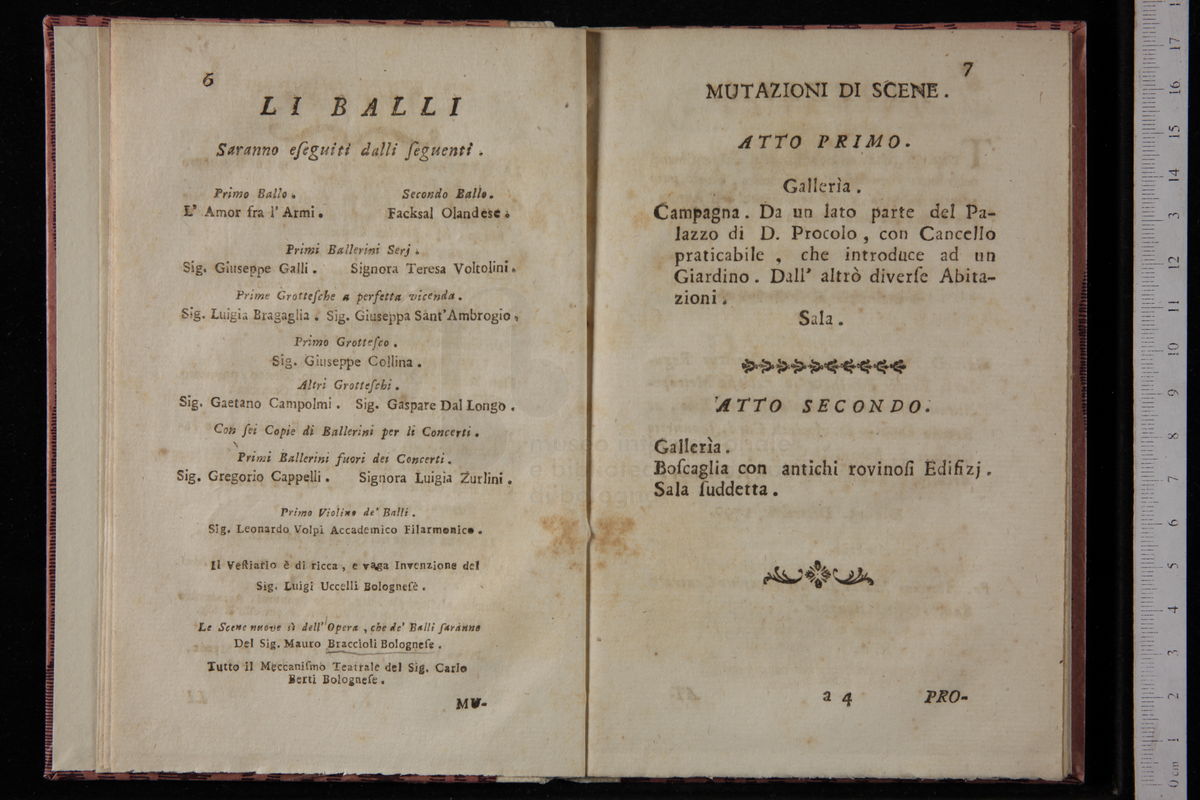 6
LI BALLI
Saranno eſeguiti dalli ſeguenti .
Primo Ballo . Secondo Ballo .
L' Amor fra l' Armi . Facksal Olandese .
Primi Ballerini Serj .
Sig. Giuseppe Galli . Signora Teresa Voltolini .
Prime Grotteſche a perfetta vicenda .
Sig. Luigia Bragaglia . Sig. Giuseppa Sant'Ambrogio .
Primo Grotteſco .
Sig. Giuseppe Collina .
Altri Grotteſchi .
Sig. Gaetano Campolmi . Sig. Gaspare Dal Longo .
Con ſei Copie di Ballerini per li Concerti .
Primi Ballerini fuori dei Concerti .
Sig. Gregorio Cappelli . Signora Luigia Zurlini .
Primo Violino de' Balli .
Sig. Leonardo Volpi Accademico Filarmonico .
Il Veſtiario è di ricca , e vaga Invenzione del
Sig. Luigi Uccelli Bologneſe .
Le Scene nuove sì dell' Opera , che de' Balli ſaranno
Del Sig. Mauro Braccioli Bologneſe .
Tutto il Meccaniſmo Teatrale del Sig. Carlo
Berti Bologneſe .
MU-
7
MUTAZIONI DI SCENE .
ATTO PRIMO .
Gallerìa .
Campagna . Da un lato parte del Pa-
lazzo di D. Procolo , con Cancello
praticabile , che introduce ad un
Giardino . Dall' altrò diverſe Abita-
zioni .
Sala .
ATTO SECONDO .
Gallerìa .
Boſcaglia con antichi rovinoſi Edifizj .
Sala ſuddetta .
a 4 PRO-